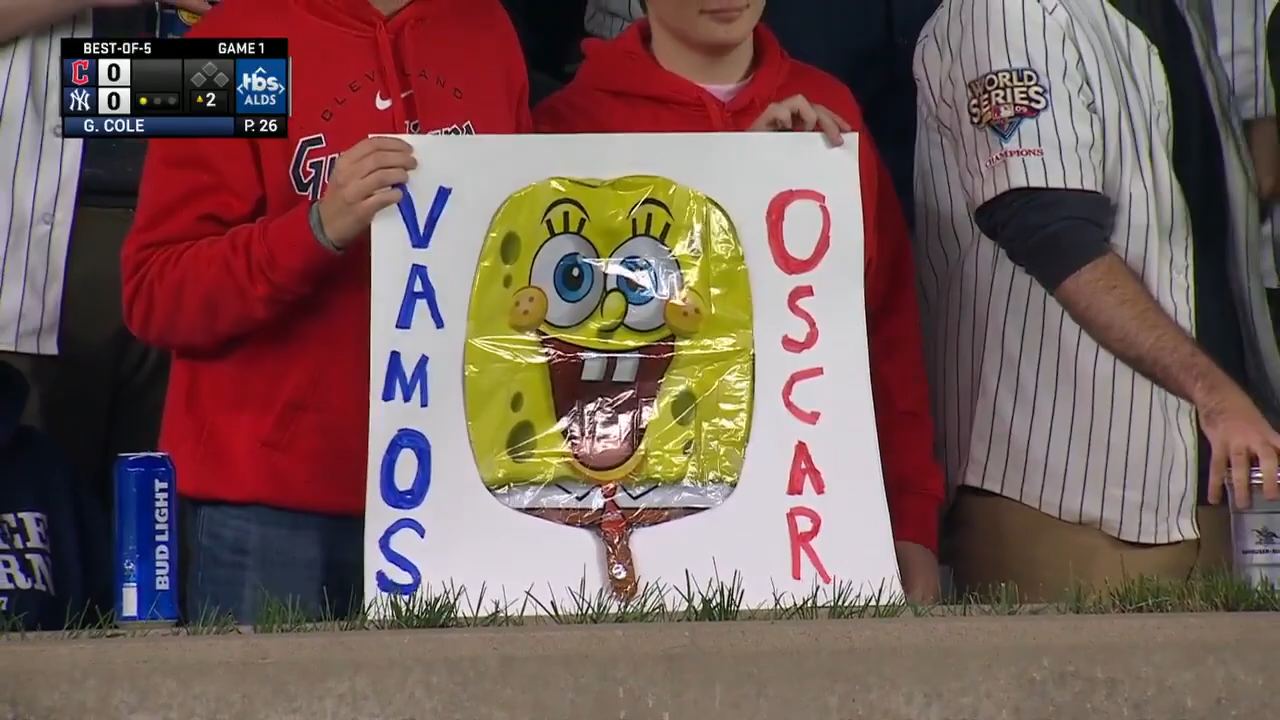 BEST-OF-5 GAME 1
C 0
NY 0 2
tbs
ALDS
G. COLE P. 26
CLEVELAND
WORLD
SERIES
CHAMPIONS
VAMOS
OSCAR
BUD LIGHT